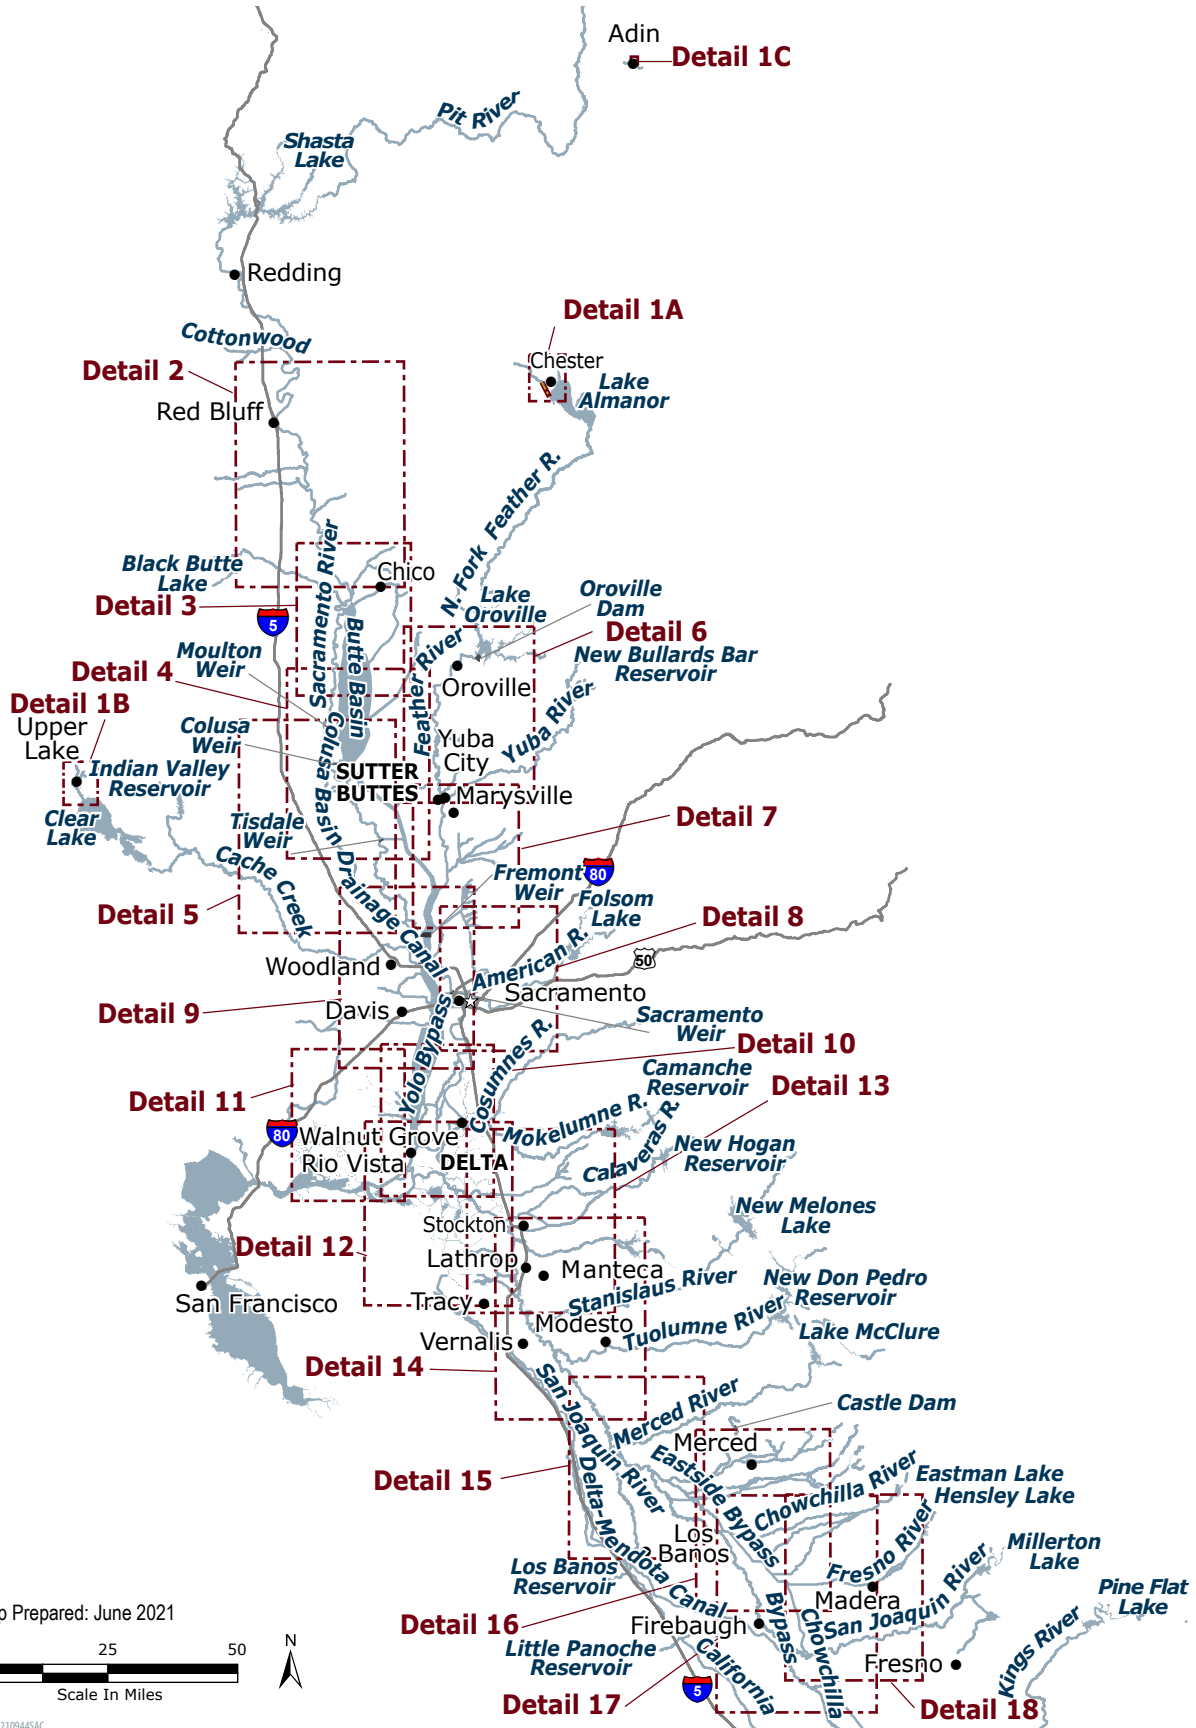 Adin
Detail 1C
Pit River
Shasta
Lake
Redding
Detail 1A
Cottonwood
Chester
Detail 2
Lake
Almanor
Red Bluff
N. Fork Feather R.
Sacramento River
Black Butte
Lake
Chico
Detail 3
Lake
Oroville
Oroville
Dam
5
Butte Basin
Feather River
Detail 6
Moulton
Weir
New Bullards Bar
Reservoir
Detail 4
Oroville
Detail 1B
Upper
Lake
Colusa
Weir
Colusa Basin Drainage Canal
Yuba
City
Yuba River
Indian Valley
Reservoir
SUTTER
BUTTES
Marysville
Clear
Lake
Tisdale
Weir
Detail 7
Cache Creek
Fremont
Weir
80
Folsom
Lake
Detail 5
Detail 8
American R.
Woodland
50
Sacramento
Detail 9
Davis
Yolo Bypass
Sacramento
Weir
Cosumnes R.
Detail 10
Camanche
Reservoir
Detail 13
Detail 11
80
Walnut Grove
Mokelumne R.
Rio Vista
DELTA
Calaveras R.
New Hogan
Reservoir
New Melones
Lake
Stockton
Detail 12
Lathrop
Manteca
Stanislaus River
New Don Pedro
Reservoir
San Francisco
Tracy
Modesto
Tuolumne River
Lake McClure
Vernalis
Detail 14
San Joaquin River
Merced River
Castle Dam
Merced
Detail 15
Delta-Mendota Canal
Eastside Bypass
Chowchilla River
Eastman Lake
Hensley Lake
Los
Banos
Fresno River
Millerton
Lake
Los Banos
Reservoir
Madera
San Joaquin River
Pine Flat
Lake
Detail 16
Firebaugh
Chowchilla
Bypass
Little Panoche
Reservoir
California
Fresno
Kings River
Detail 17
5
Detail 18
p Prepared: June 2021
25
50
N
Scale In Miles
210944SAC